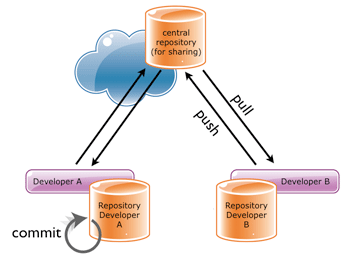 central
repository
(for sharing)
pull
push
Developer A
Developer B
Repository
Developer
A
Repository
Developer
B
commit